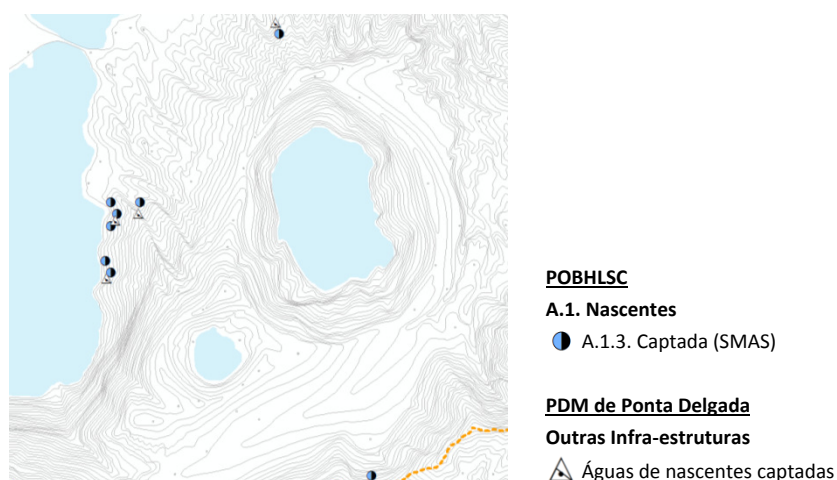 POBHLSC
A.1. Nascentes
A.1.3. Captada (SMAS)
PDM de Ponta Delgada
Outras Infra-estruturas
Águas de nascentes captadas